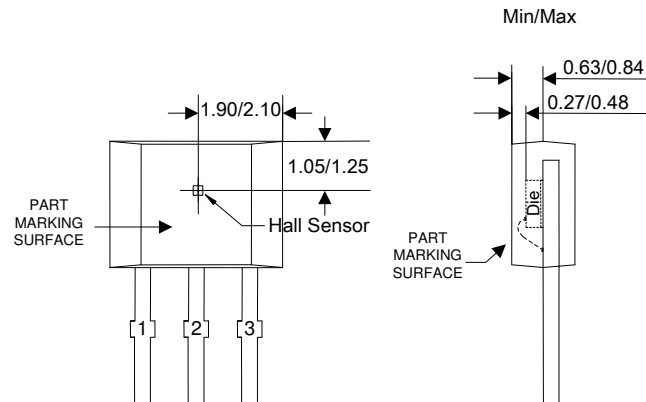 Min/Max
0.63/0.84
0.27/0.48
1.90/2.10
1.05/1.25
PART
MARKING
SURFACE
Hall Sensor
1 2 3
Die
PART
MARKING
SURFACE